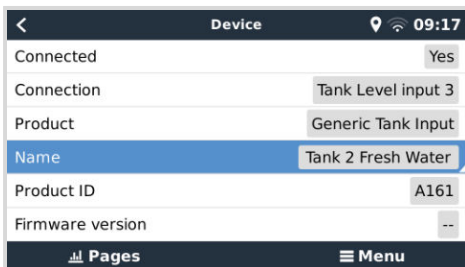 Device 09:17
Connected Yes
Connection Tank Level input 3
Product Generic Tank Input
Name Tank 2 Fresh Water
Product ID A161
Firmware version --
Pages Menu